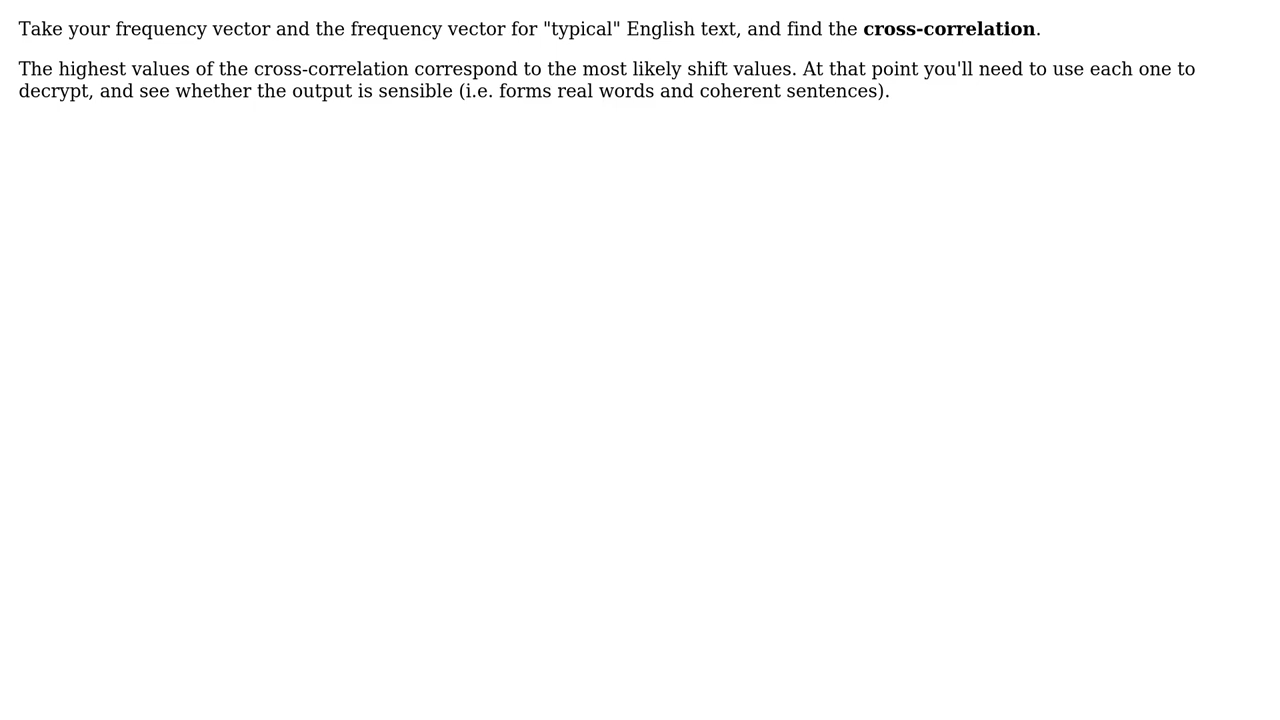 Take your frequency vector and the frequency vector for "typical" English text, and find the cross-correlation.
The highest values of the cross-correlation correspond to the most likely shift values. At that point you'll need to use each one to
decrypt, and see whether the output is sensible (i.e. forms real words and coherent sentences).